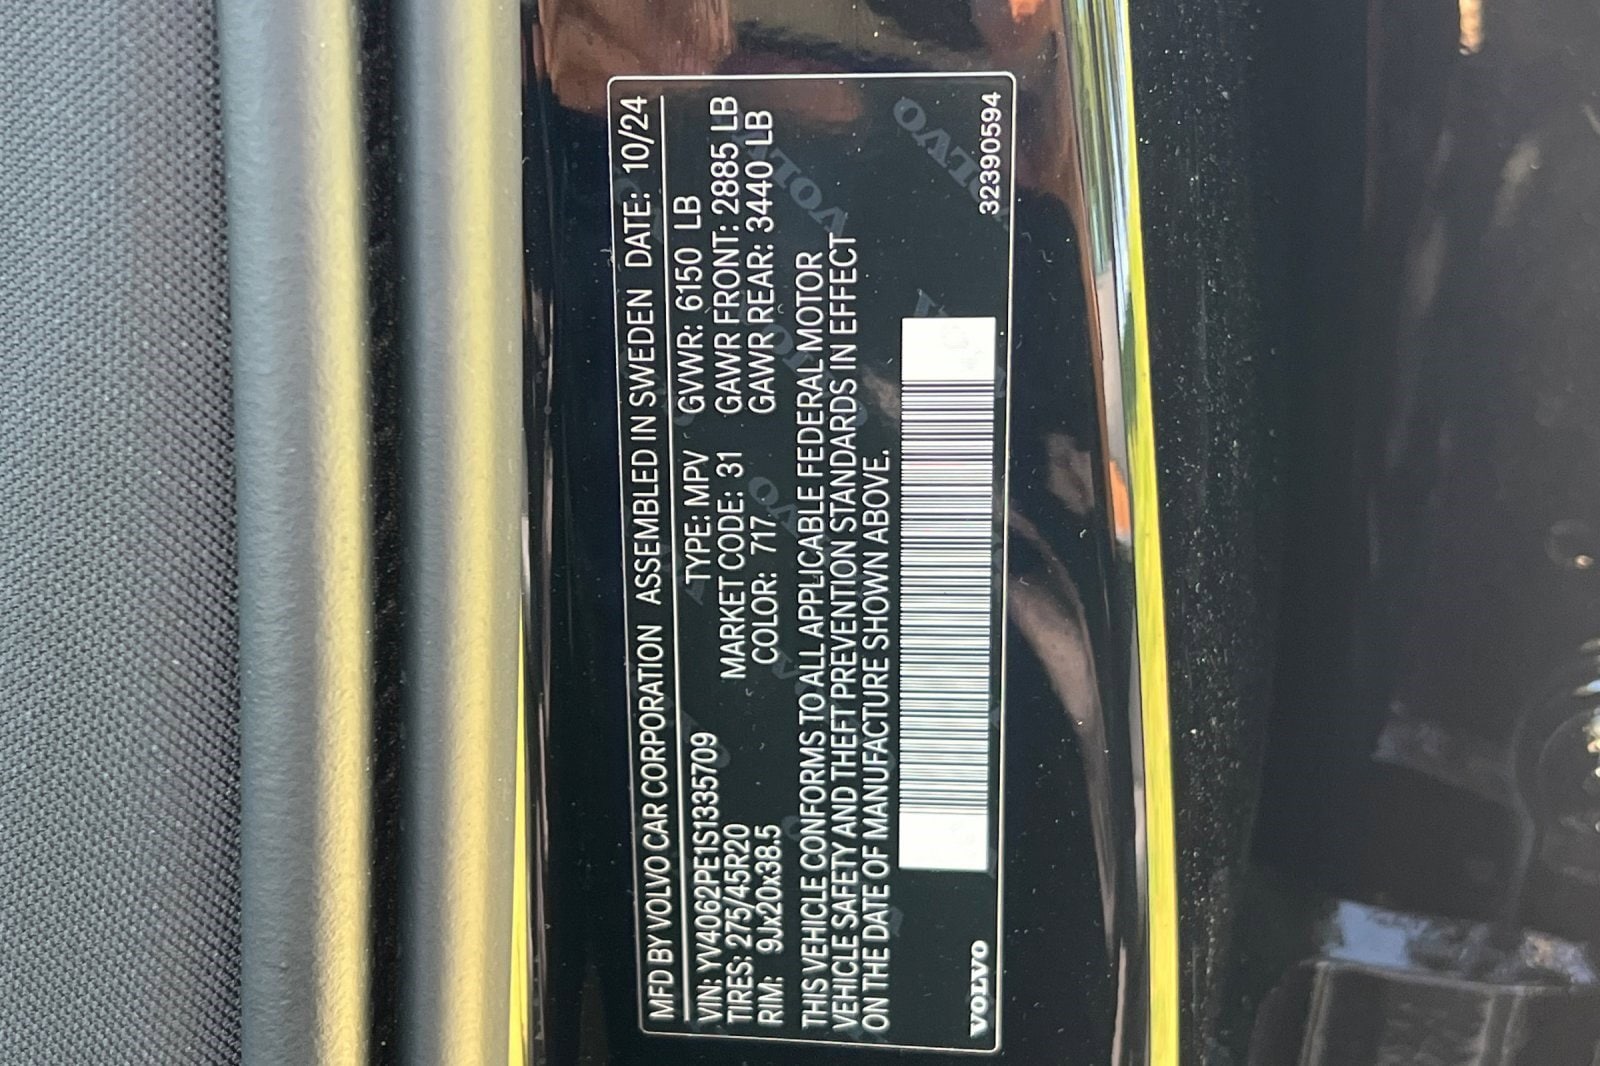 MFD BY VOLVO CAR CORPORATION ASSEMBLED IN SWEDEN DATE: 10/24
VIN: YV4062PE1S1335709 TYPE: MPV GVWR: 6150 LB
TIRES: 275/45R20 MARKET CODE: 31 GAWR FRONT: 2885 LB
RIM: 9Jx20x38.5 COLOR: 717 GAWR REAR: 3440 LB
THIS VEHICLE CONFORMS TO ALL APPLICABLE FEDERAL MOTOR
VEHICLE SAFETY AND THEFT PREVENTION STANDARDS IN EFFECT
ON THE DATE OF MANUFACTURE SHOWN ABOVE.
VOLVO 32390594